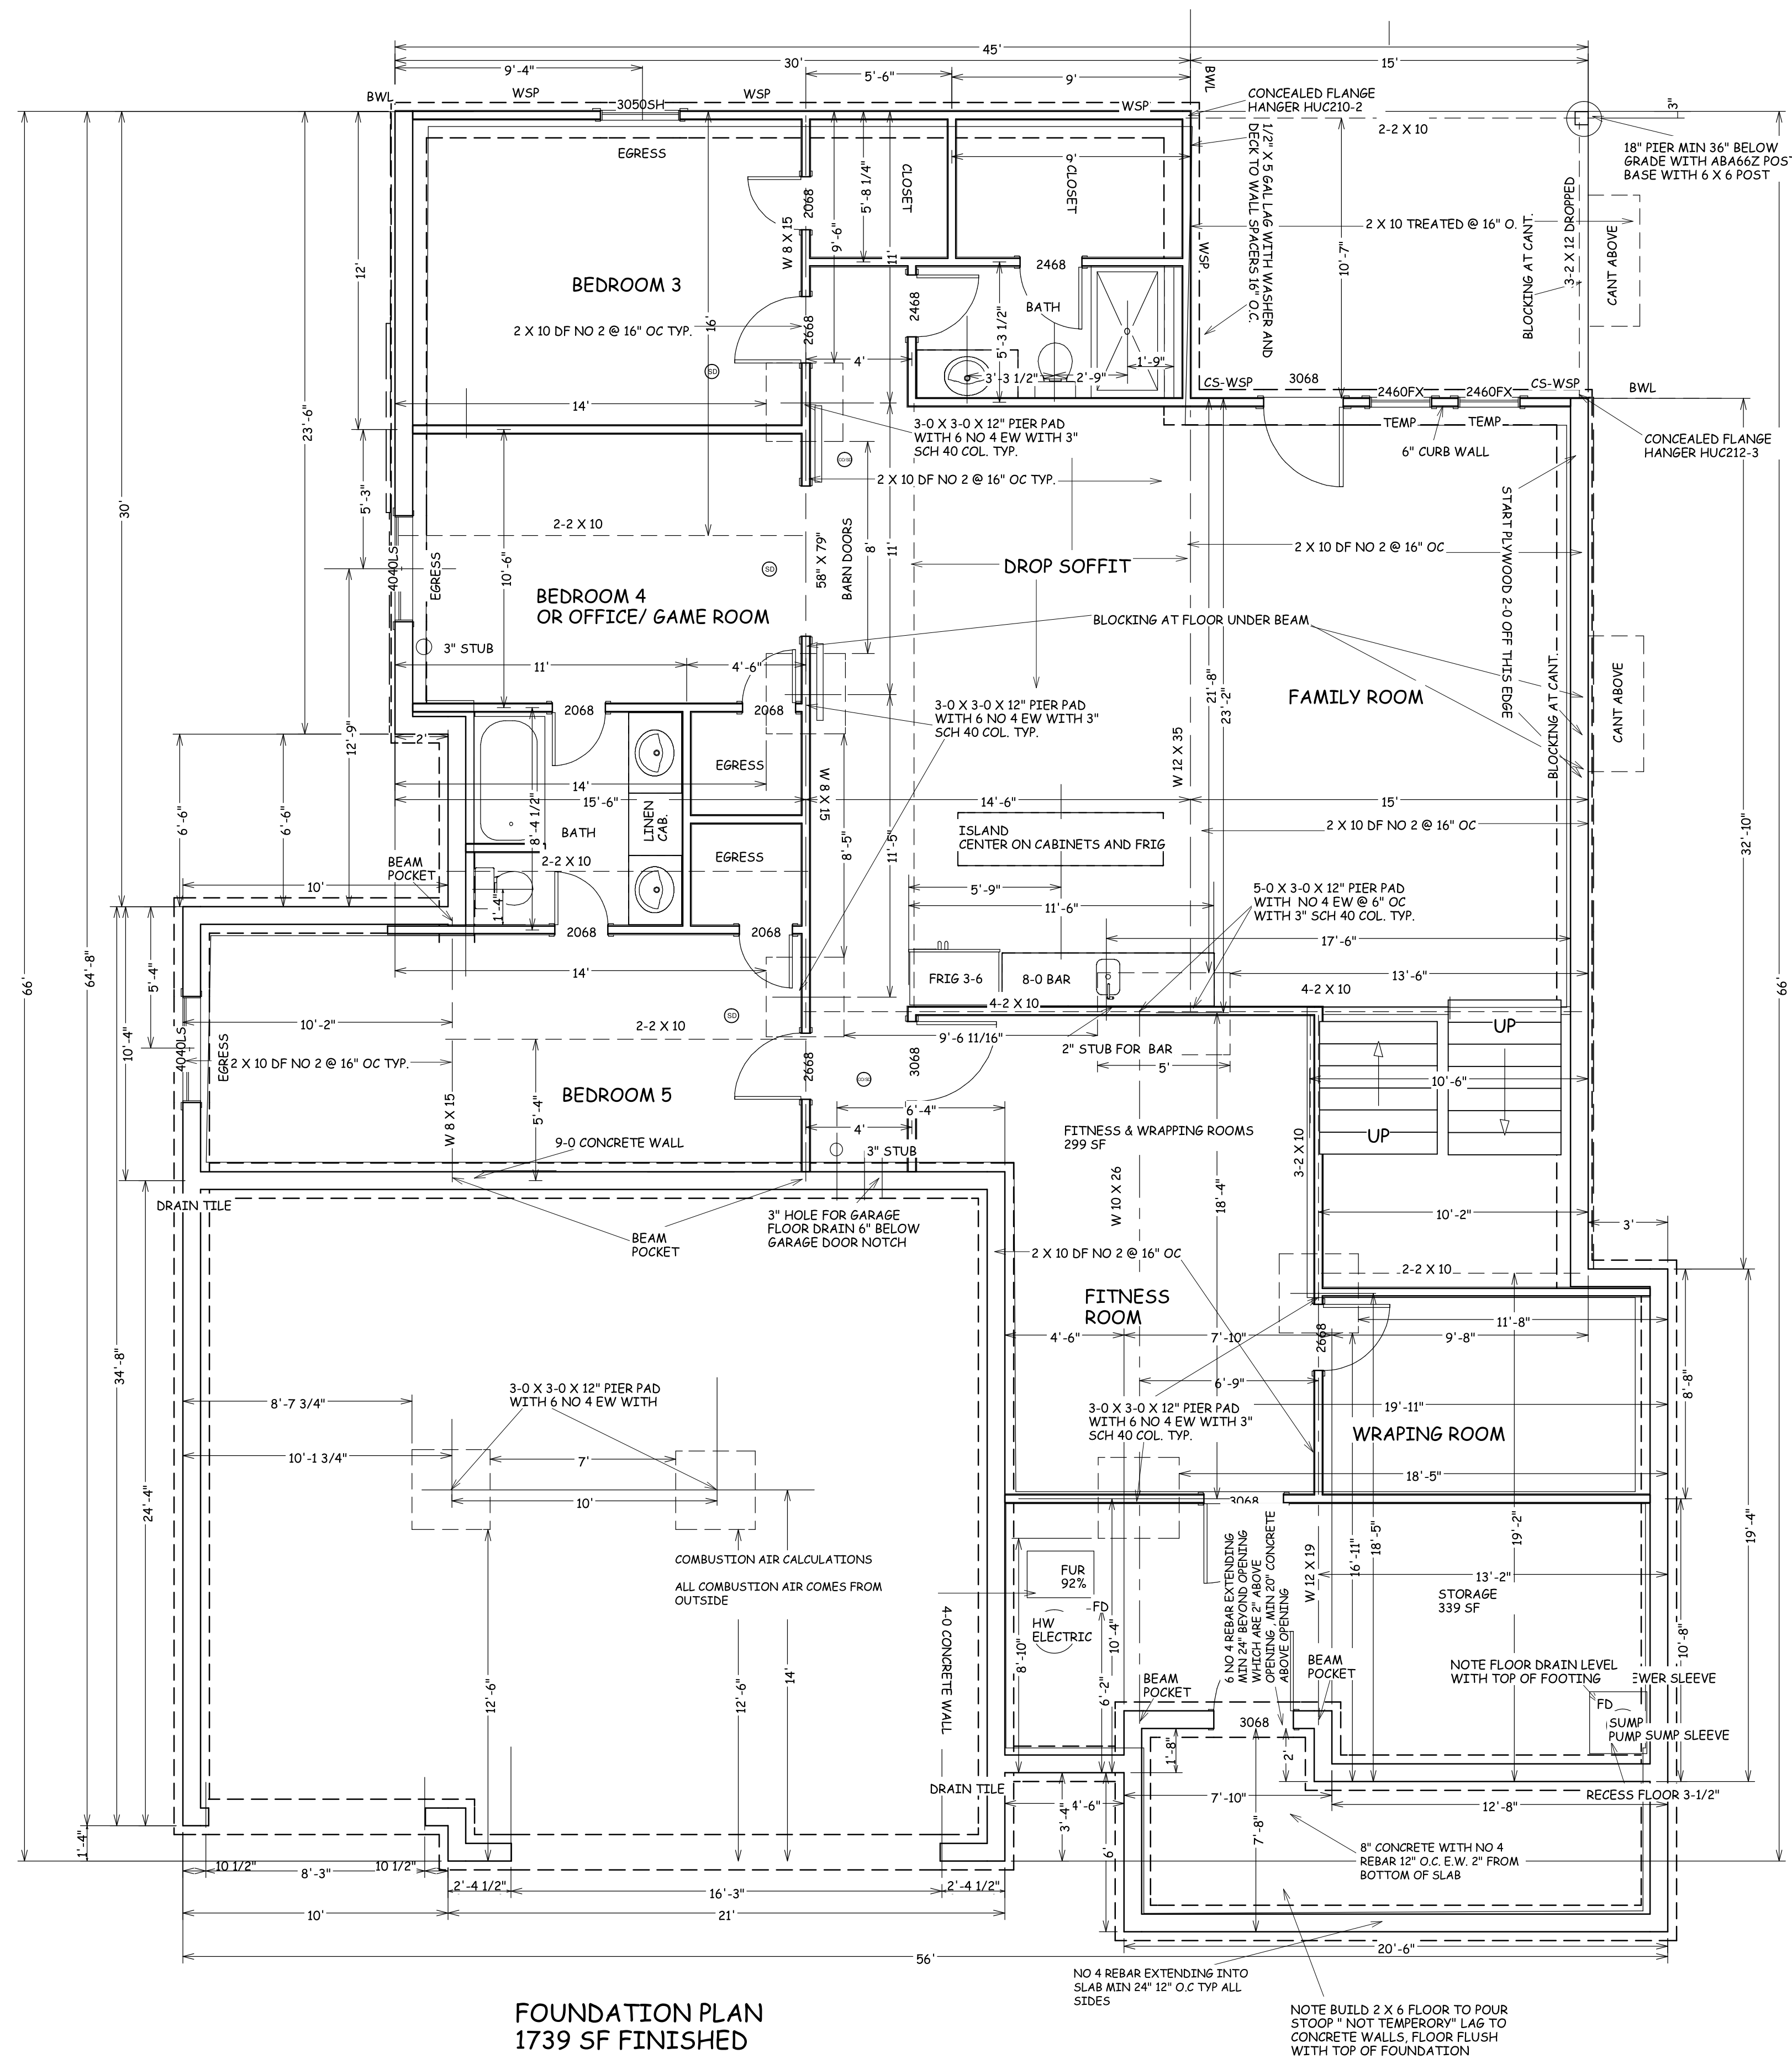 45'
30'
15'
9'-4"
5'-6"
9'
BWL
WSP
3050SH
WSP
WSP
BWL
CONCEALED FLANGE
HANGER HUC210-2
2-2 X 10
3"
18" PIER MIN 36" BELOW
GRADE WITH ABA66Z POST
BASE WITH 6 X 6 POST
EGRESS
9'
CLOSET
CLOSET
5'-8 1/4"
2068
W 8 X 15
9'-6"
11'
1/2" X 5 GAL LAG WITH WASHER AND
DECK TO WALL SPACERS 16" O.C.
WSP.
10'-7"
2 X 10 TREATED @ 16" O.
BLOCKING AT CANT.
3-2 X 12 DROPPED
CANT ABOVE
12'
23'-6"
30'
BEDROOM 3
2 X 10 DF NO 2 @ 16" OC TYP.
16'
2668
2468
2468
BATH
5'-3 1/2"
4'
3'-3 1/2"
2'-9"
1'-9"
SD
14'
CS-WSP
3068
2460FX
2460FX
CS-WSP
BWL
TEMP
TEMP
6" CURB WALL
CONCEALED FLANGE
HANGER HUC212-3
3-0 X 3-0 X 12" PIER PAD
WITH 6 NO 4 EW WITH 3"
SCH 40 COL. TYP.
CO/SD
2 X 10 DF NO 2 @ 16" OC TYP.
5'-3"
2-2 X 10
4040LS
EGRESS
10'-6"
SD
58" X 79"
BARN DOORS
8'
11'
DROP SOFFIT
2 X 10 DF NO 2 @ 16" OC
START PLYWOOD 2-0 OFF THIS EDGE
BEDROOM 4
OR OFFICE/ GAME ROOM
BLOCKING AT FLOOR UNDER BEAM
3" STUB
11'
4'-6"
2068
2068
21'-8"
23'-2"
FAMILY ROOM
BLOCKING AT CANT.
CANT ABOVE
3-0 X 3-0 X 12" PIER PAD
WITH 6 NO 4 EW WITH 3"
SCH 40 COL. TYP.
W 12 X 35
2'
12'-9"
6'-6"
6'-6"
EGRESS
14'
15'-6"
14'-6"
15'
W 8 X 15
8'-4 1/2"
BATH
LINEN
CAB.
8'-5"
11'-5"
ISLAND
CENTER ON CABINETS AND FRIG
2 X 10 DF NO 2 @ 16" OC
32'-10"
66'
64'-8"
66'
BEAM
POCKET
2-2 X 10
EGRESS
10'
1'-4"
5'-9"
11'-6"
5-0 X 3-0 X 12" PIER PAD
WITH  NO 4 EW @ 6" OC
WITH 3" SCH 40 COL. TYP.
2068
2068
17'-6"
14'
FRIG 3-6
8-0 BAR
13'-6"
4-2 X 10
4-2 X 10
5'-4"
10'-4"
10'-2"
2-2 X 10
SD
9'-6 11/16"
2" STUB FOR  BAR
5'
UP
UP
10'-6"
4040LS
EGRESS
2 X 10 DF NO 2 @ 16" OC TYP.
2668
3068
CO/SD
BEDROOM 5
W 8 X 15
5'-4"
6'-4"
4'
9-0 CONCRETE WALL
3" STUB
FITNESS & WRAPPING ROOMS
299 SF
3-2 X 10
W 10 X 26
18'-4"
DRAIN TILE
BEAM
POCKET
3" HOLE FOR GARAGE
FLOOR DRAIN 6" BELOW
GARAGE DOOR NOTCH
10'-2"
3'
2 X 10 DF NO 2 @ 16" OC
2-2 X 10
FITNESS
ROOM
11'-8"
4'-6"
7'-10"
2668
9'-8"
34'-8"
8'-8"
8'-7 3/4"
3-0 X 3-0 X 12" PIER PAD
WITH 6 NO 4 EW WITH
6'-9"
3-0 X 3-0 X 12" PIER PAD
WITH 6 NO 4 EW WITH 3"
SCH 40 COL. TYP.
19'-11"
WRAPING ROOM
24'-4"
10'-1 3/4"
7'
10'
18'-5"
3068
19'-4"
COMBUSTION AIR CALCULATIONS
ALL COMBUSTION AIR COMES FROM
OUTSIDE
FUR
92%
FD
HW
ELECTRIC
6 NO 4 REBAR EXTENDING
MIN 24" BEYOND OPENING
WHICH ARE 2" ABOVE
OPENING , MIN 20" CONCRETE
ABOVE OPENING
W 12 X 19
16'-11"
18'-5"
19'-2"
13'-2"
STORAGE
339 SF
10'-8"
4-0 CONCRETE WALL
8'-10"
10'-4"
6'-2"
BEAM
POCKET
BEAM
POCKET
NOTE FLOOR DRAIN LEVEL
WITH TOP OF FOOTING
EWER SLEEVE
FD
SUMP
PUMP
SUMP SLEEVE
12'-6"
12'-6"
14'
3068
1'-8"
2'
DRAIN TILE
RECESS FLOOR 3-1/2"
4'-6"
7'-10"
12'-8"
3'-4"
6'
7'-8"
1'-4"
8" CONCRETE WITH NO 4
REBAR 12" O.C. E.W. 2" FROM
BOTTOM OF SLAB
10 1/2"
8'-3"
10 1/2"
2'-4 1/2"
16'-3"
2'-4 1/2"
10'
21'
56'
20'-6"
NO 4 REBAR EXTENDING INTO
SLAB MIN 24" 12" O.C TYP ALL
SIDES
FOUNDATION PLAN
1739 SF FINISHED
NOTE BUILD 2 X 6 FLOOR TO POUR
STOOP " NOT TEMPERORY" LAG TO
CONCRETE WALLS, FLOOR FLUSH
WITH TOP OF FOUNDATION